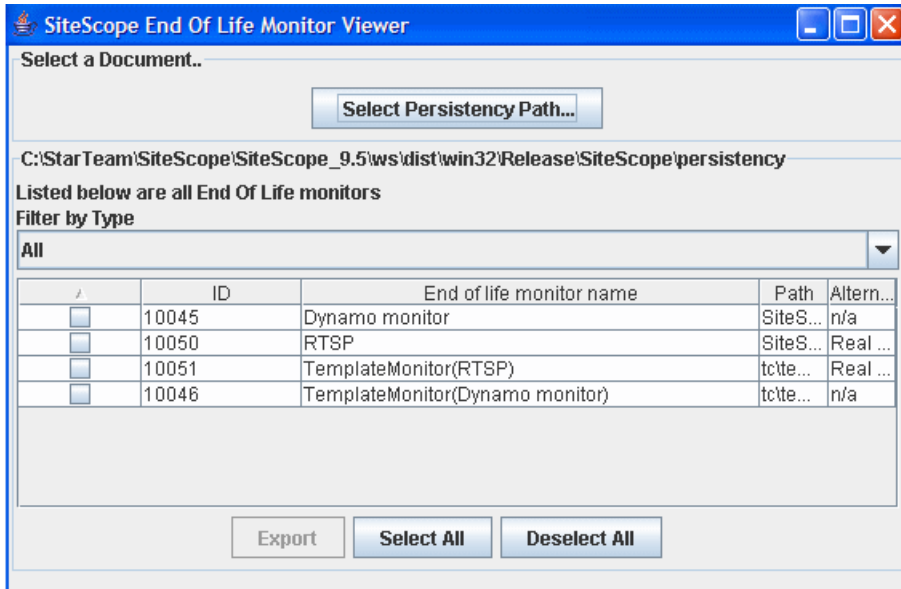 SiteScope End Of Life Monitor Viewer
Select a Document..
Select Persistency Path...
C:\StarTeam\SiteScope\SiteScope_9.5\ws\dist\win32\Release\SiteScope\persistency
Listed below are all End Of Life monitors
Filter by Type
All
ID End of life monitor name Path Altern...
10045 Dynamo monitor SiteS... n/a
10050 RTSP SiteS... Real ...
10051 TemplateMonitor(RTSP) tc\te... Real ...
10046 TemplateMonitor(Dynamo monitor) tc\te... n/a
Export Select All Deselect All